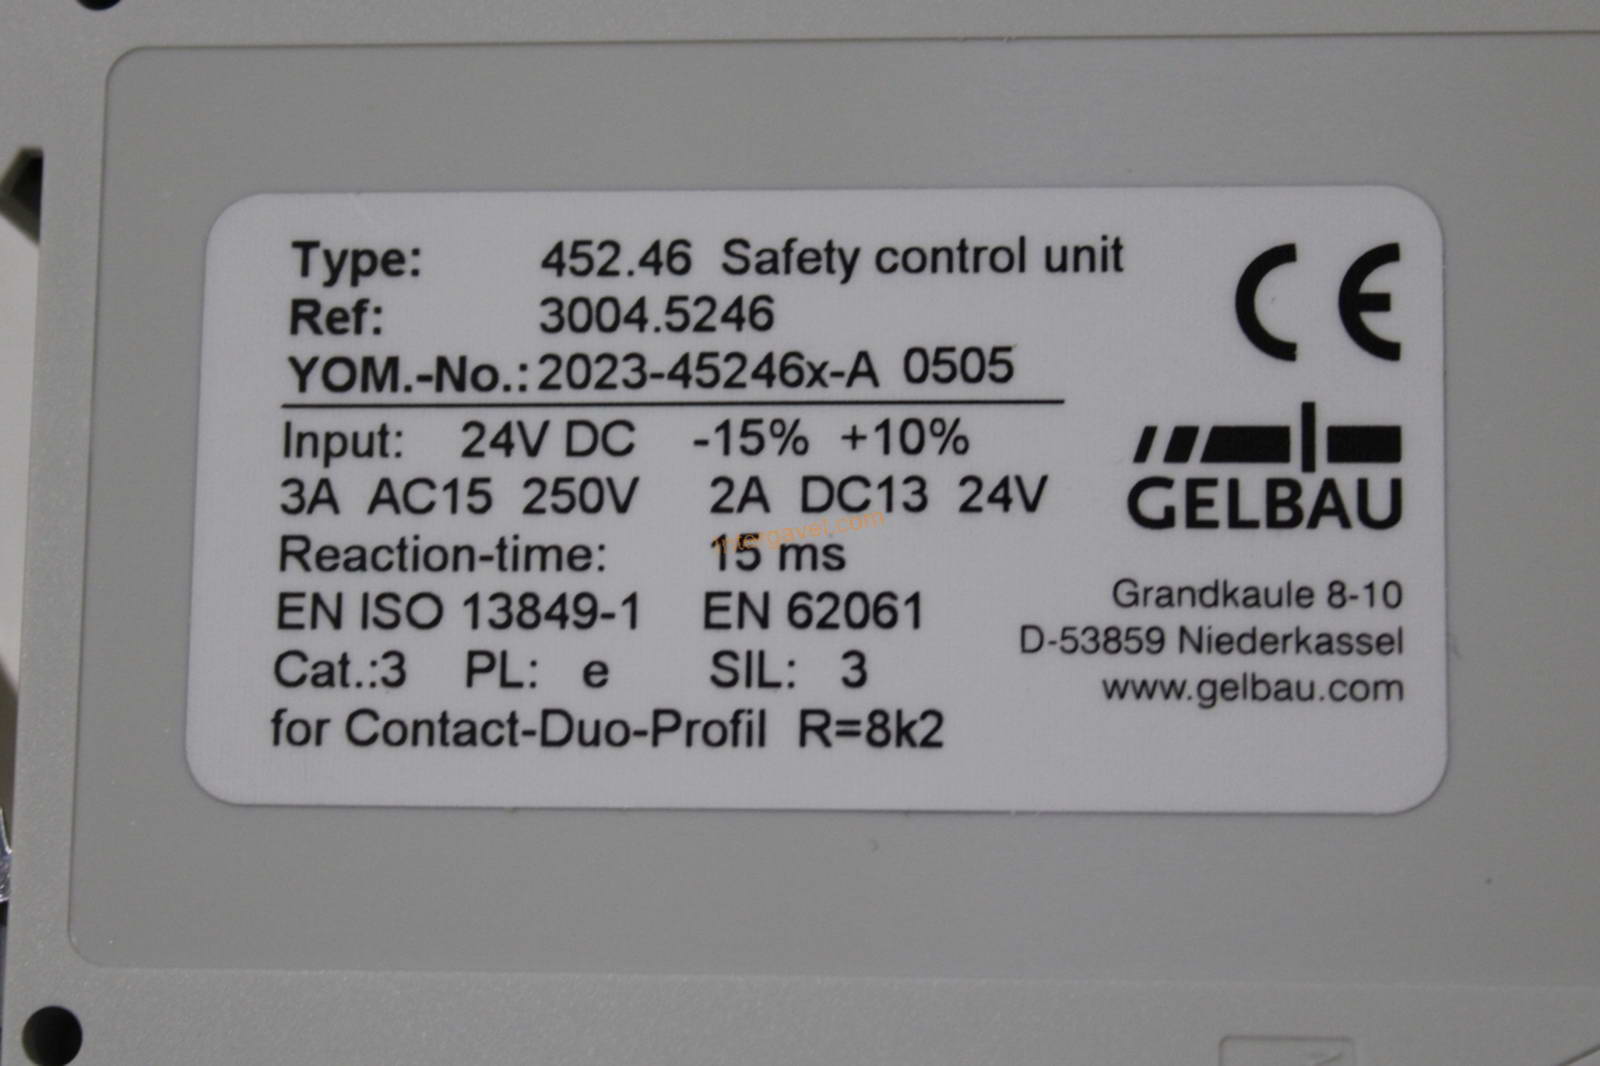 Type: 452.46 Safety control unit
Ref: 3004.5246
YOM.-No.: 2023-45246x-A 0505
Input: 24V DC -15% +10%
3A AC15 250V 2A DC13 24V
Reaction-time: 15 ms
EN ISO 13849-1 EN 62061
Cat.:3 PL: e SIL: 3
for Contact-Duo-Profil R=8k2
CE
GELBAU
Grandkaule 8-10
D-53859 Niederkassel
www.gelbau.com
intergavel.com